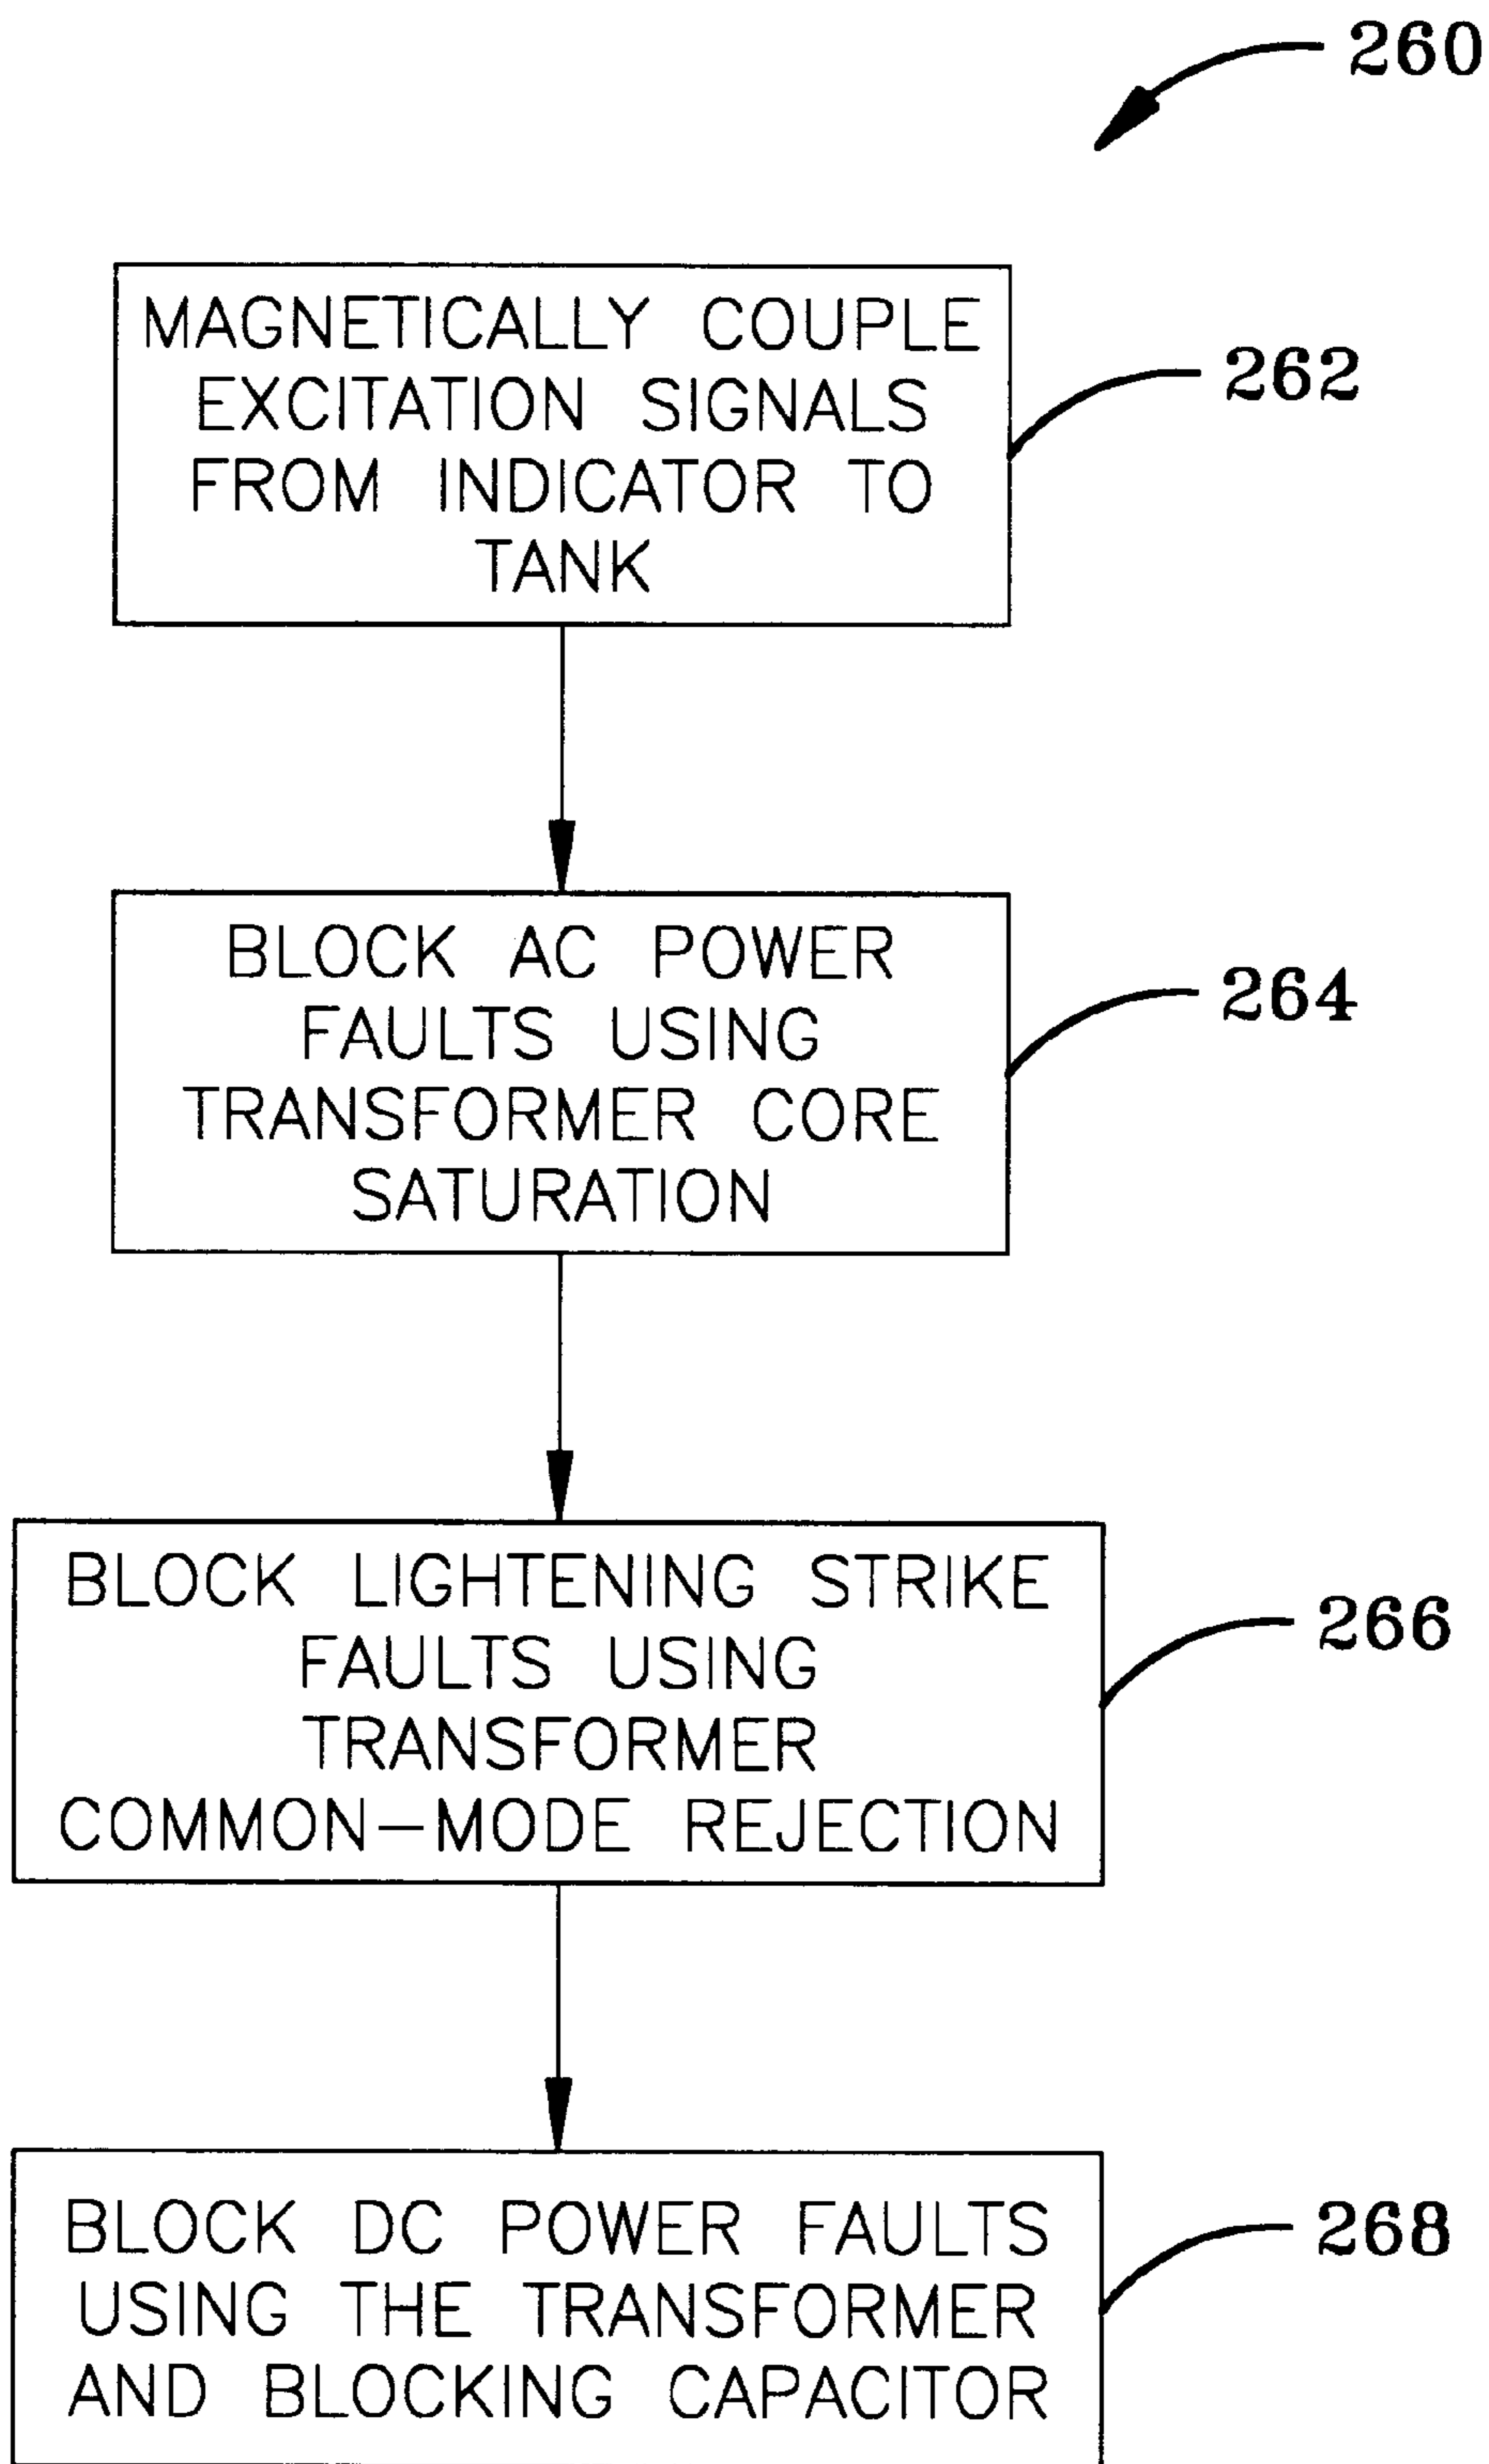 260
MAGNETICALLY COUPLE
EXCITATION SIGNALS
FROM INDICATOR TO
TANK
262
BLOCK AC POWER
FAULTS USING
TRANSFORMER CORE
SATURATION
264
BLOCK LIGHTENING STRIKE
FAULTS USING
TRANSFORMER
COMMON-MODE REJECTION
266
BLOCK DC POWER FAULTS
USING THE TRANSFORMER
AND BLOCKING CAPACITOR
268